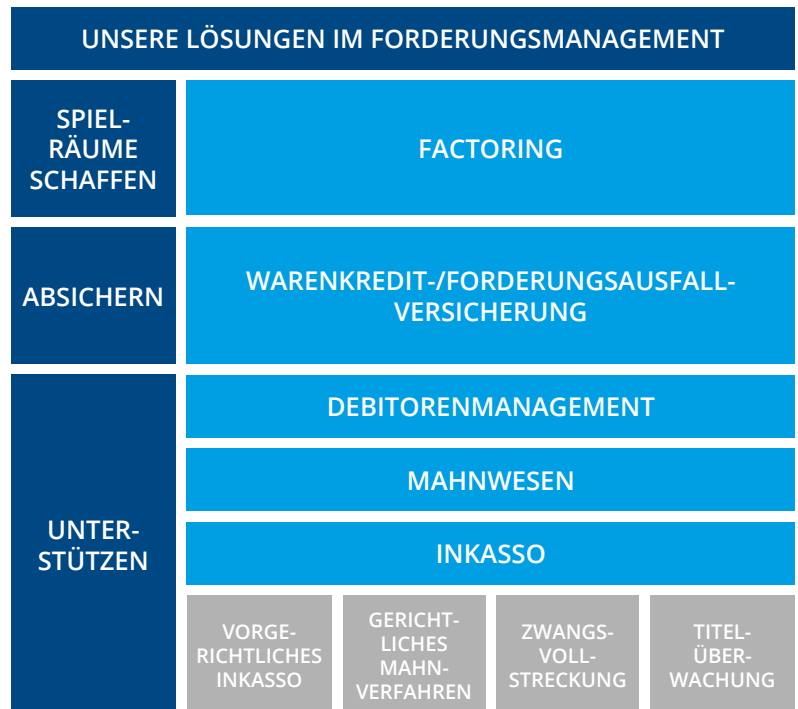 UNSERE LÖSUNGEN IM FORDERUNGSMANAGEMENT
SPIEL-
RÄUME
SCHAFFEN
FACTORING
ABSICHERN
WARENKREDIT-/FORDERUNGSAUSFALL-
VERSICHERUNG
UNTER-
STÜTZEN
DEBITORENMANAGEMENT
MAHNWESEN
INKASSO
VORGE-
RICHTLICHES
INKASSO
GERICHT-
LICHES
MAHN-
VERFAHREN
ZWANGS-
VOLL-
STRECKUNG
TITEL-
ÜBER-
WACHUNG